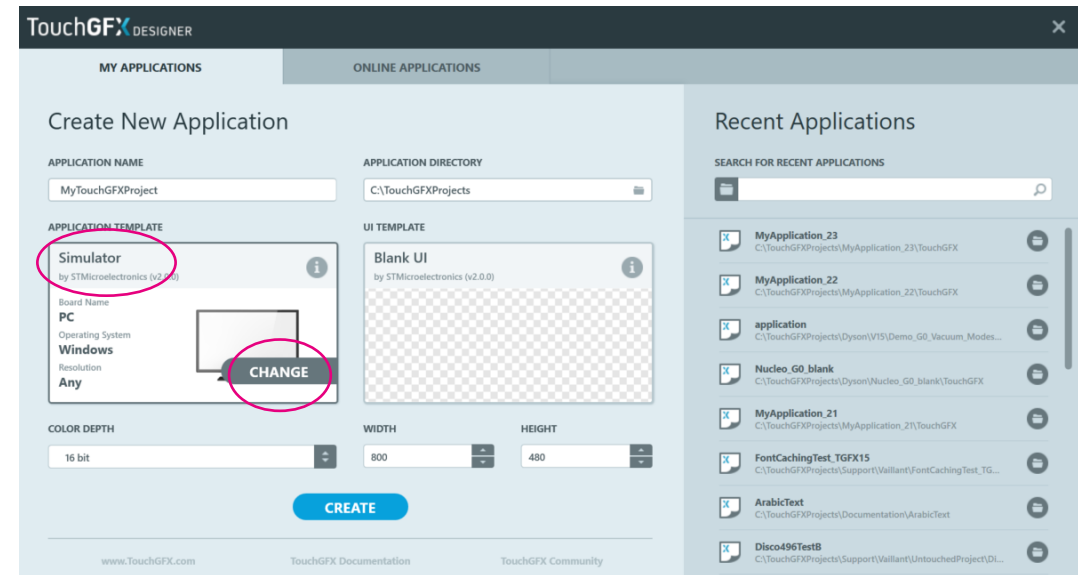 TouchGFX DESIGNER
MY APPLICATIONS
ONLINE APPLICATIONS
Create New Application
APPLICATION NAME
MyTouchGFXProject
APPLICATION DIRECTORY
C:\TouchGFXProjects
APPLICATION TEMPLATE
Simulator
by STMicroelectronics (v2.0.0)
Board Name
PC
Operating System
Windows
Resolution
Any
CHANGE
UI TEMPLATE
Blank UI
by STMicroelectronics (v2.0.0)
COLOR DEPTH
16 bit
WIDTH
800
HEIGHT
480
CREATE
www.TouchGFX.com
TouchGFX Documentation
TouchGFX Community
Recent Applications
SEARCH FOR RECENT APPLICATIONS
MyApplication_23
C:\TouchGFXProjects\MyApplication_23\TouchGFX
MyApplication_22
C:\TouchGFXProjects\MyApplication_22\TouchGFX
application
C:\TouchGFXProjects\Dyson\V15\Demo_G0_Vacuum_Modes...
Nucleo_G0_blank
C:\TouchGFXProjects\Dyson\Nucleo_G0_blank\TouchGFX
MyApplication_21
C:\TouchGFXProjects\MyApplication_21\TouchGFX
FontCachingTest_TGFX15
C:\TouchGFXProjects\Support\Vaillant\FontCachingTest_TG...
ArabicText
C:\TouchGFXProjects\Documentation\ArabicText
Disco496TestB
C:\TouchGFXProjects\Support\Vaillant\UntouchedProject\Di...